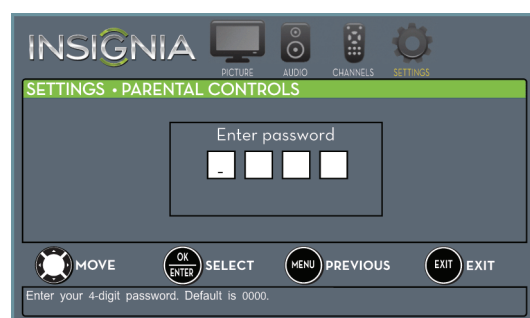 INSIGNIA
PICTURE AUDIO CHANNELS SETTINGS
SETTINGS • PARENTAL CONTROLS
Enter password
_
MOVE OK ENTER SELECT MENU PREVIOUS EXIT EXIT
Enter your 4-digit password. Default is 0000.